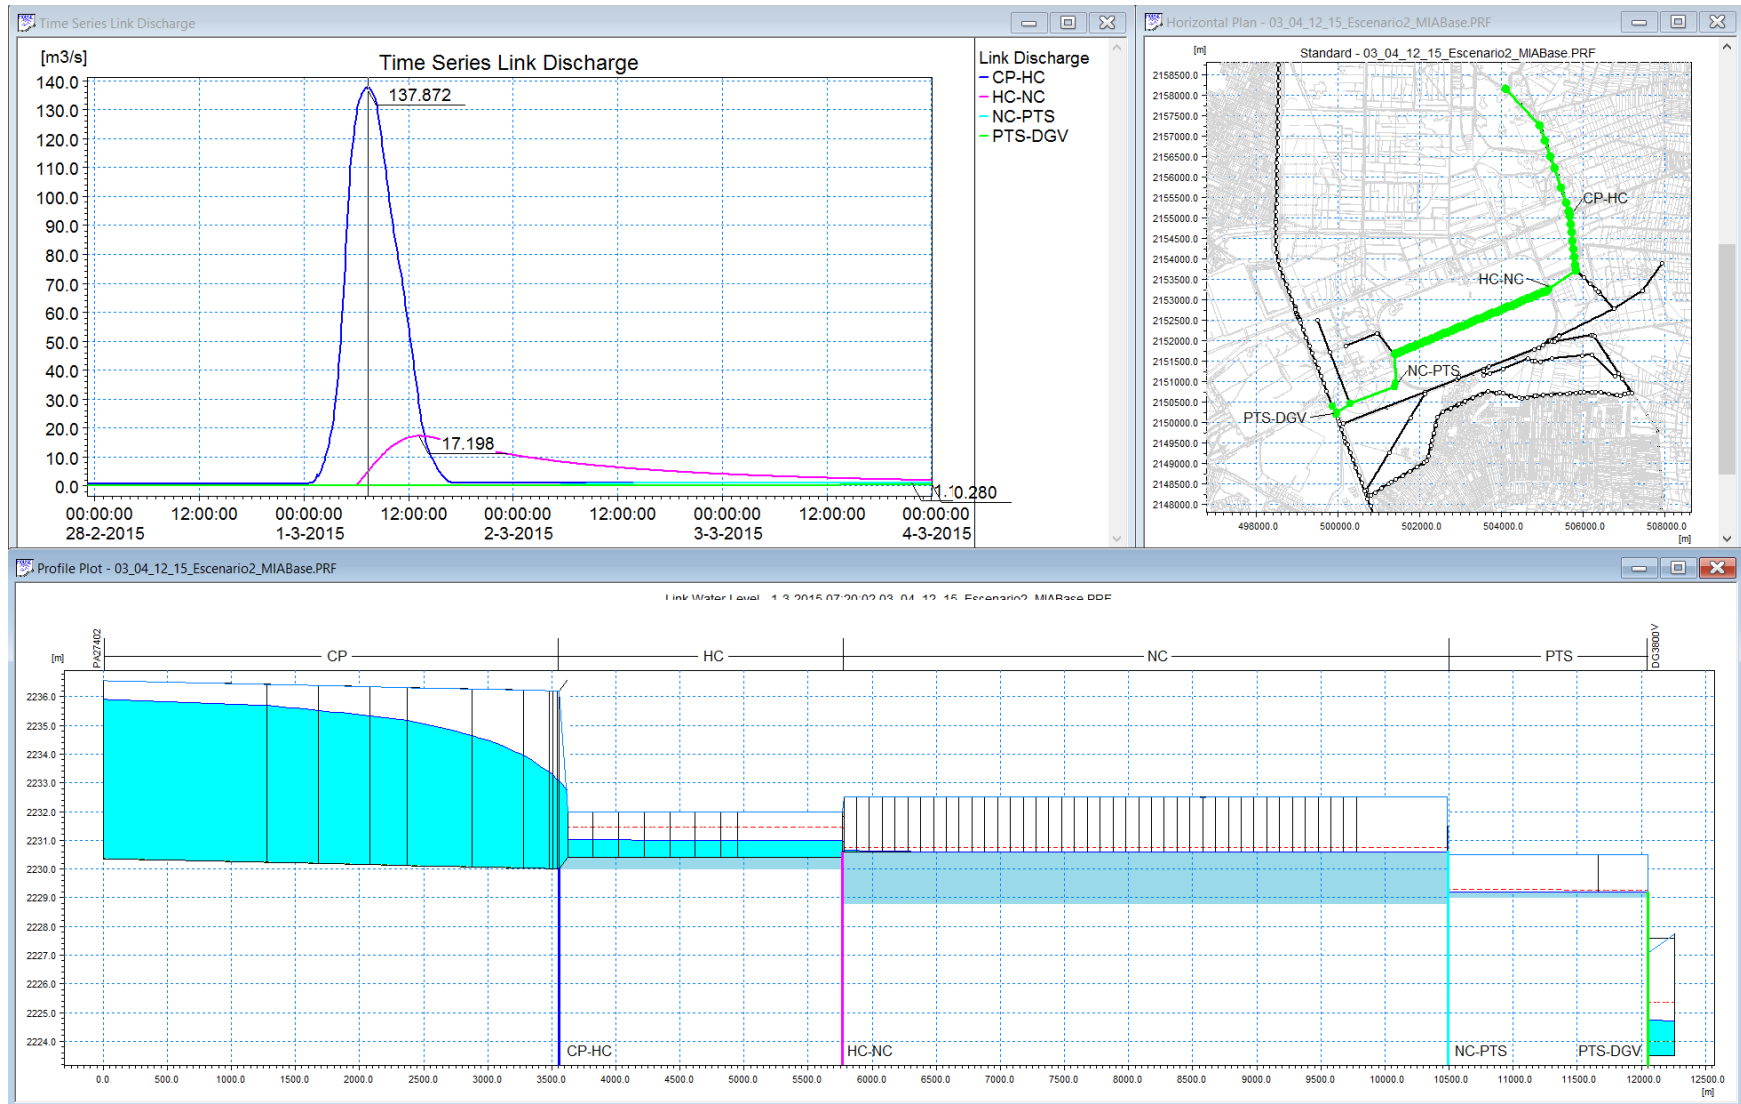 Time Series Link Discharge
[m3/s]
Time Series Link Discharge
140.0
130.0
120.0
110.0
100.0
90.0
80.0
70.0
60.0
50.0
40.0
30.0
20.0
10.0
0.0
137.872
17.198
0.280
00:00:00 12:00:00 00:00:00 12:00:00 00:00:00 12:00:00 00:00:00 12:00:00 00:00:00
28-2-2015 1-3-2015 2-3-2015 3-3-2015 4-3-2015
Link Discharge
CP-HC
HC-NC
NC-PTS
PTS-DGV
Horizontal Plan - 03_04_12_15_Escenario2_MIABase.PRF
[m]
Standard - 03_04_12_15_Escenario2_MIABase.PRF
2158500.0
2158000.0
2157500.0
2157000.0
2156500.0
2156000.0
2155500.0
2155000.0
2154500.0
2154000.0
2153500.0
2153000.0
2152500.0
2152000.0
2151500.0
2151000.0
2150500.0
2150000.0
2149500.0
2149000.0
2148500.0
2148000.0
CP-HC
HC-NC
NC-PTS
PTS-DGV
498000.0 500000.0 502000.0 504000.0 506000.0 508000.0
[m]
Profile Plot - 03_04_12_15_Escenario2_MIABase.PRF
Link Water Level - 1-3-2015 07:20:02 03_04_12_15_Escenario2_MIABase.PRF
PA27402
DG3800V
CP HC NC PTS
[m]
2236.0
2235.0
2234.0
2233.0
2232.0
2231.0
2230.0
2229.0
2228.0
2227.0
2226.0
2225.0
2224.0
CP-HC HC-NC NC-PTS PTS-DGV
0.0 500.0 1000.0 1500.0 2000.0 2500.0 3000.0 3500.0 4000.0 4500.0 5000.0 5500.0 6000.0 6500.0 7000.0 7500.0 8000.0 8500.0 9000.0 9500.0 10000.0 10500.0 11000.0 11500.0 12000.0 12500.0
[m]